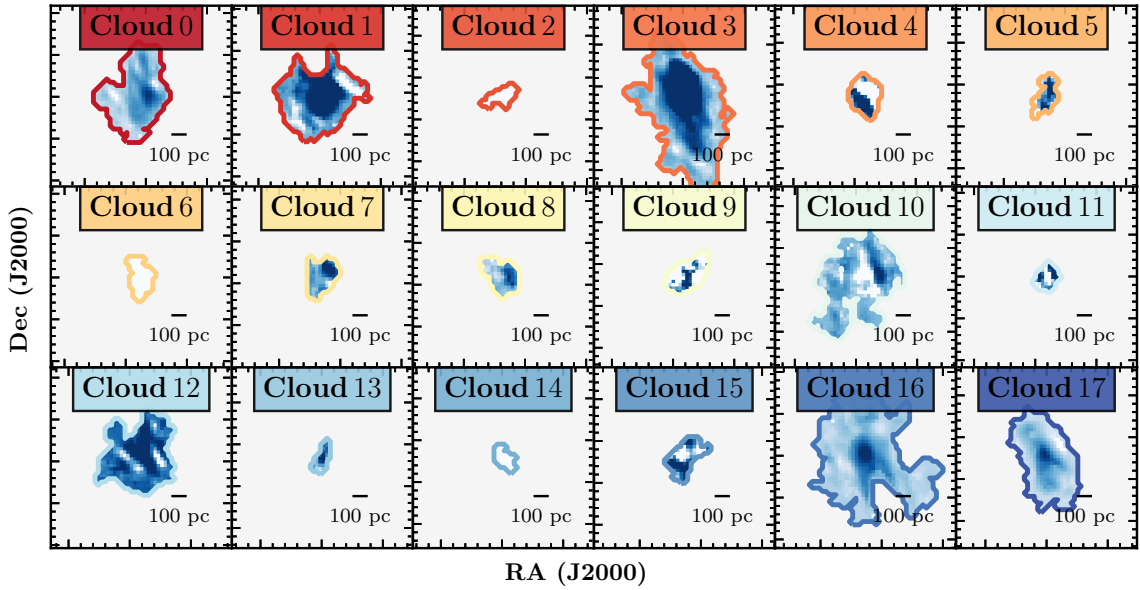 Cloud 0
Cloud 1
Cloud 2
Cloud 3
Cloud 4
Cloud 5
100 pc
100 pc
100 pc
100 pc
100 pc
100 pc
Cloud 6
Cloud 7
Cloud 8
Cloud 9
Cloud 10
Cloud 11
100 pc
100 pc
100 pc
100 pc
100 pc
100 pc
Cloud 12
Cloud 13
Cloud 14
Cloud 15
Cloud 16
Cloud 17
100 pc
100 pc
100 pc
100 pc
100 pc
100 pc
Dec (J2000)
RA (J2000)